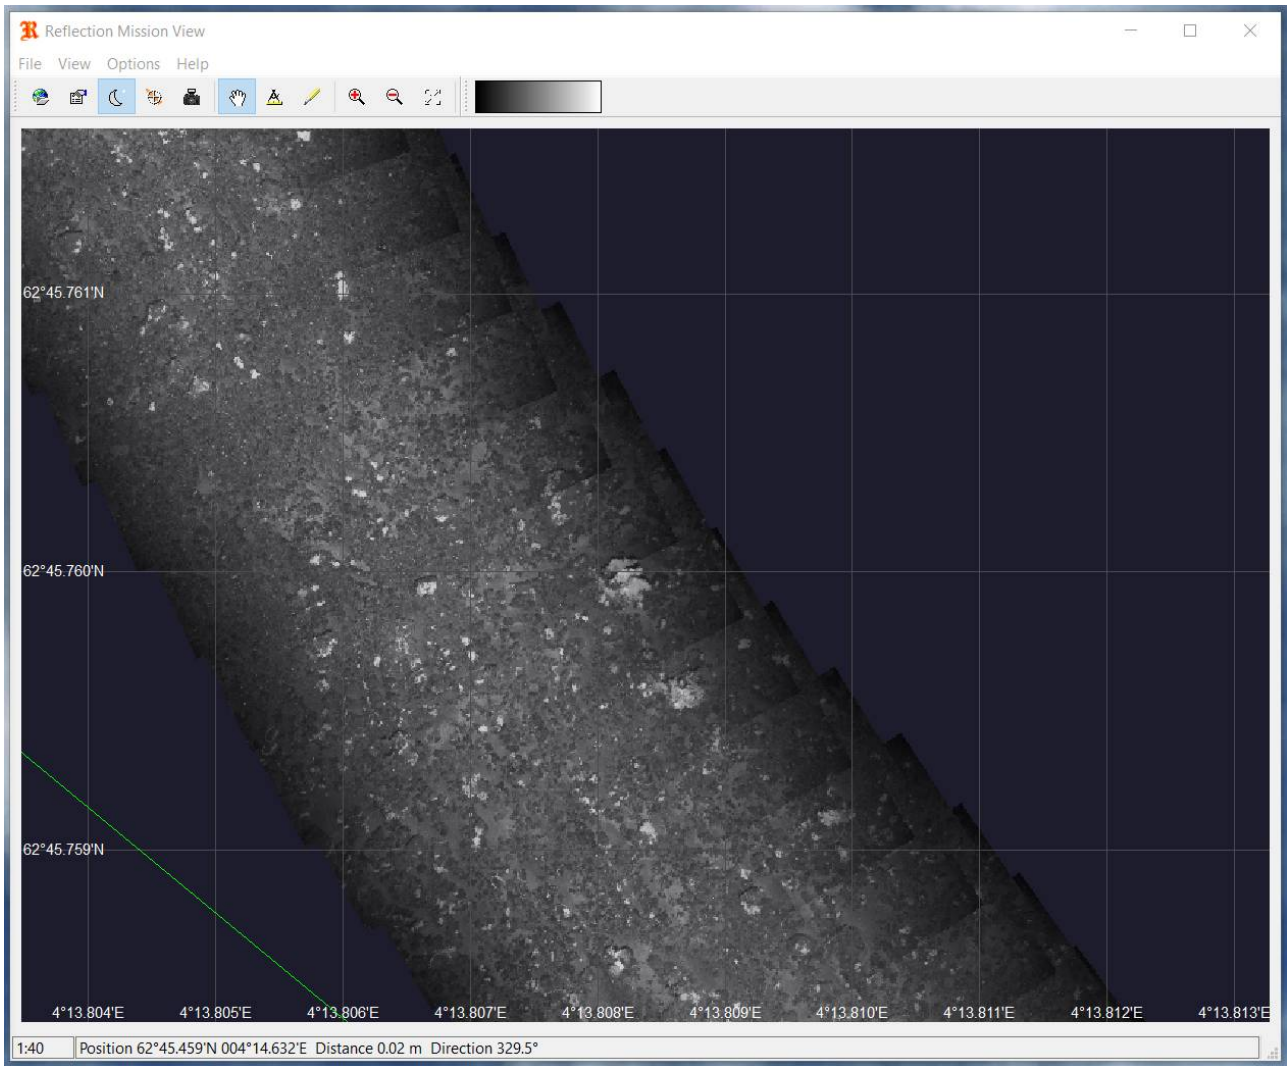 Reflection Mission View
File View Options Help
62°45.761'N
62°45.760'N
62°45.759'N
4°13.804'E 4°13.805'E 4°13.806'E 4°13.807'E 4°13.808'E 4°13.809'E 4°13.810'E 4°13.811'E 4°13.812'E 4°13.813'E
1:40 Position 62°45.459'N 004°14.632'E Distance 0.02 m Direction 329.5°